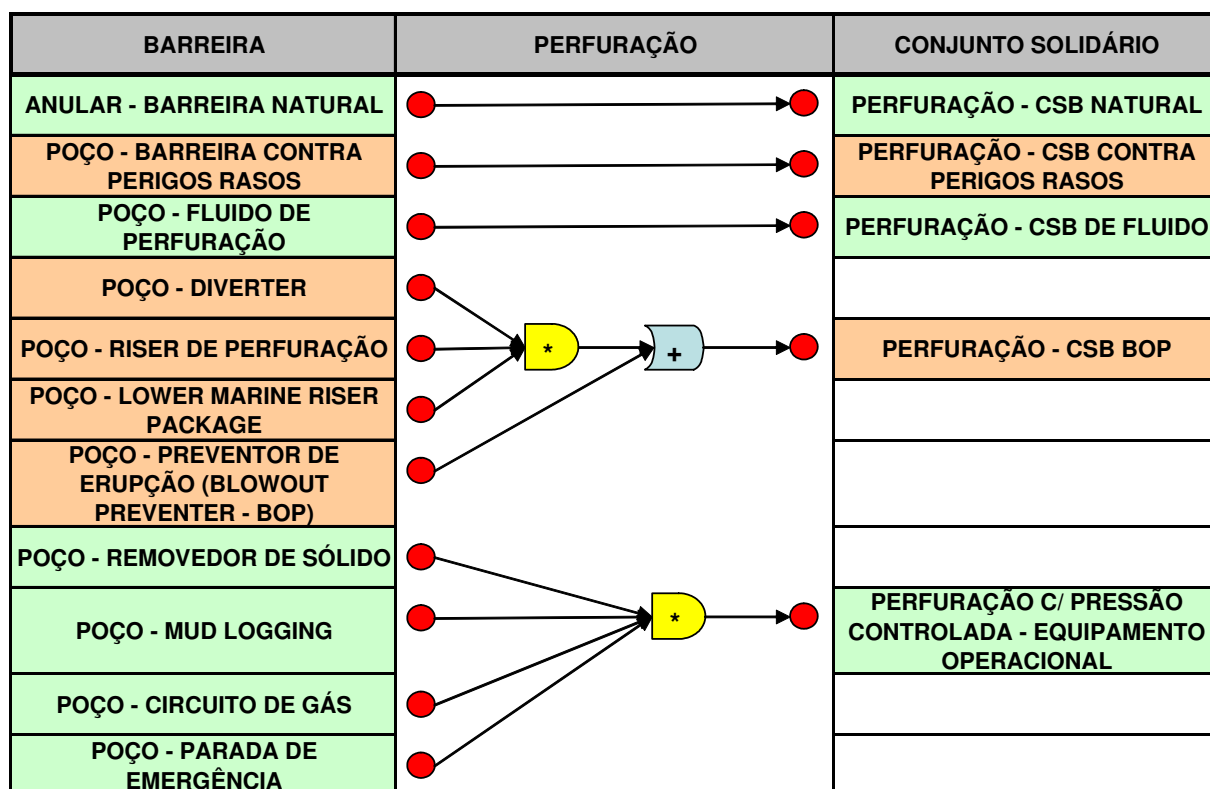 BARREIRA
PERFURAÇÃO
CONJUNTO SOLIDÁRIO
ANULAR - BARREIRA NATURAL
PERFURAÇÃO - CSB NATURAL
POÇO - BARREIRA CONTRA
PERIGOS RASOS
PERFURAÇÃO - CSB CONTRA
PERIGOS RASOS
POÇO - FLUIDO DE
PERFURAÇÃO
PERFURAÇÃO - CSB DE FLUIDO
POÇO - DIVERTER
POÇO - RISER DE PERFURAÇÃO
*
+
PERFURAÇÃO - CSB BOP
POÇO - LOWER MARINE RISER
PACKAGE
POÇO - PREVENTOR DE
ERUPÇÃO (BLOWOUT
PREVENTER - BOP)
POÇO - REMOVEDOR DE SÓLIDO
POÇO - MUD LOGGING
*
PERFURAÇÃO C/ PRESSÃO
CONTROLADA - EQUIPAMENTO
OPERACIONAL
POÇO - CIRCUITO DE GÁS
POÇO - PARADA DE
EMERGÊNCIA